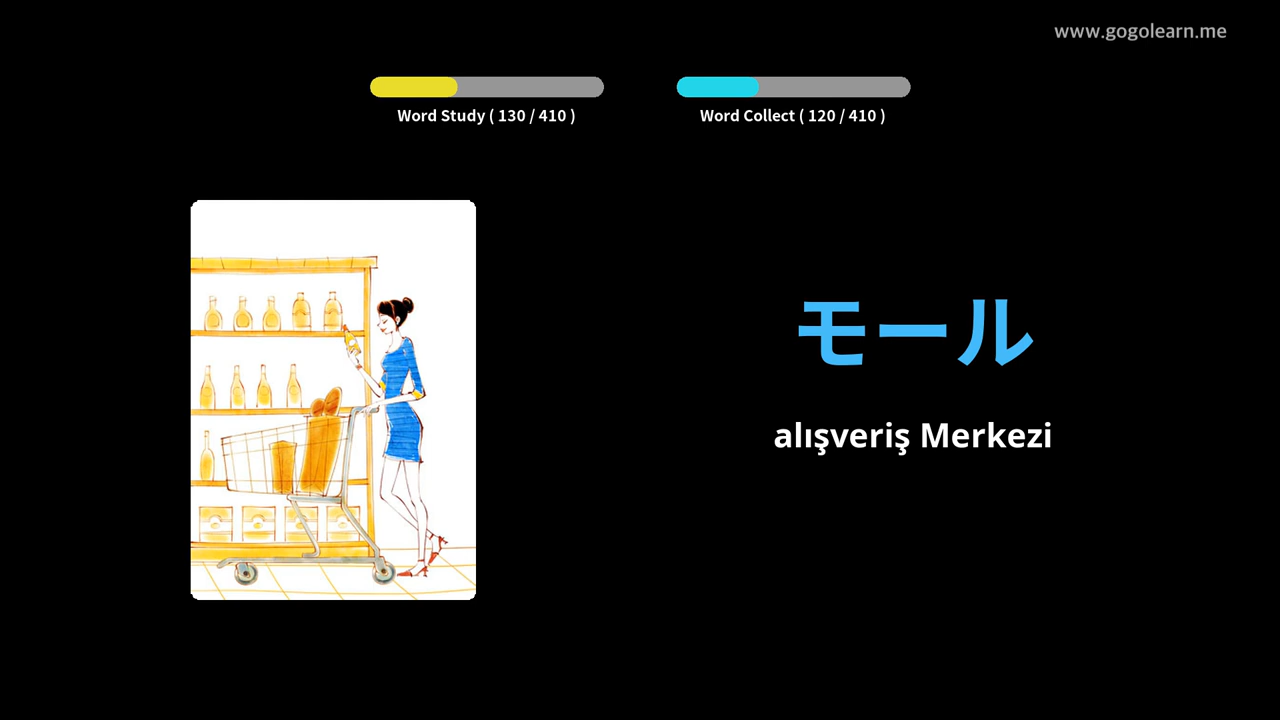 www.gogolearn.me
Word Study ( 130 / 410 )
Word Collect ( 120 / 410 )
モール
alışveriş Merkezi